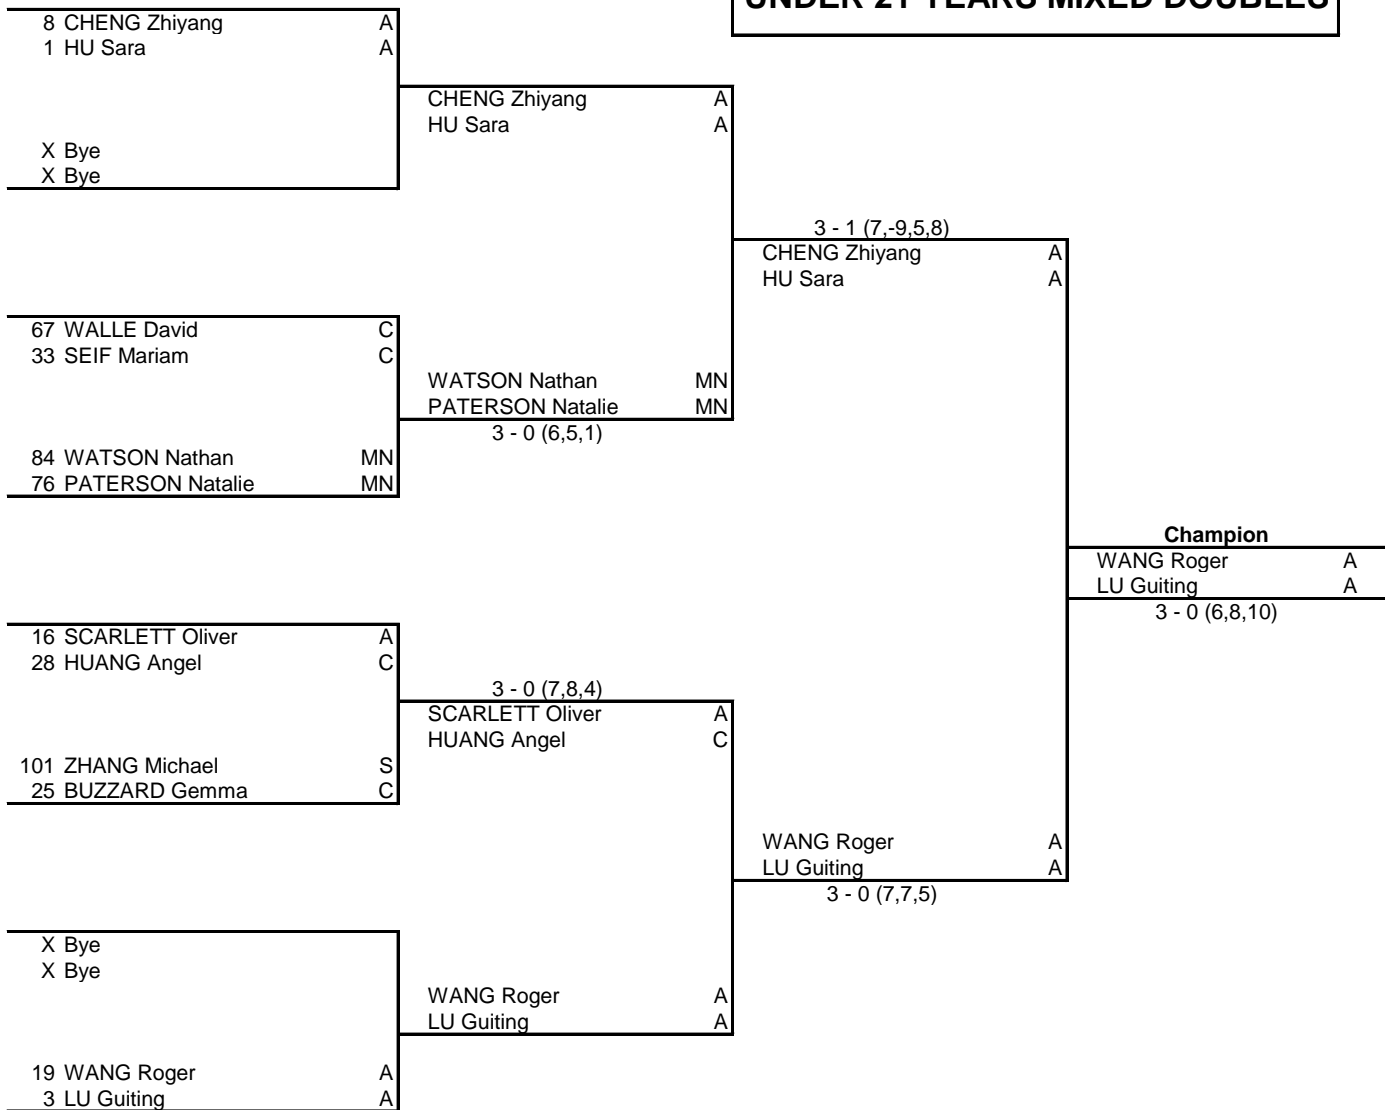 UNDER 21 YEARS MIXED DOUBLES
8 CHENG Zhiyang A
1 HU Sara A
CHENG Zhiyang A
HU Sara A
X Bye
X Bye
3 - 1 (7,-9,5,8)
CHENG Zhiyang A
HU Sara A
67 WALLE David C
33 SEIF Mariam C
WATSON Nathan MN
PATERSON Natalie MN
3 - 0 (6,5,1)
84 WATSON Nathan MN
76 PATERSON Natalie MN
Champion
WANG Roger A
LU Guiting A
3 - 0 (6,8,10)
16 SCARLETT Oliver A
28 HUANG Angel C
3 - 0 (7,8,4)
SCARLETT Oliver A
HUANG Angel C
101 ZHANG Michael S
25 BUZZARD Gemma C
WANG Roger A
LU Guiting A
3 - 0 (7,7,5)
X Bye
X Bye
WANG Roger A
LU Guiting A
19 WANG Roger A
3 LU Guiting A